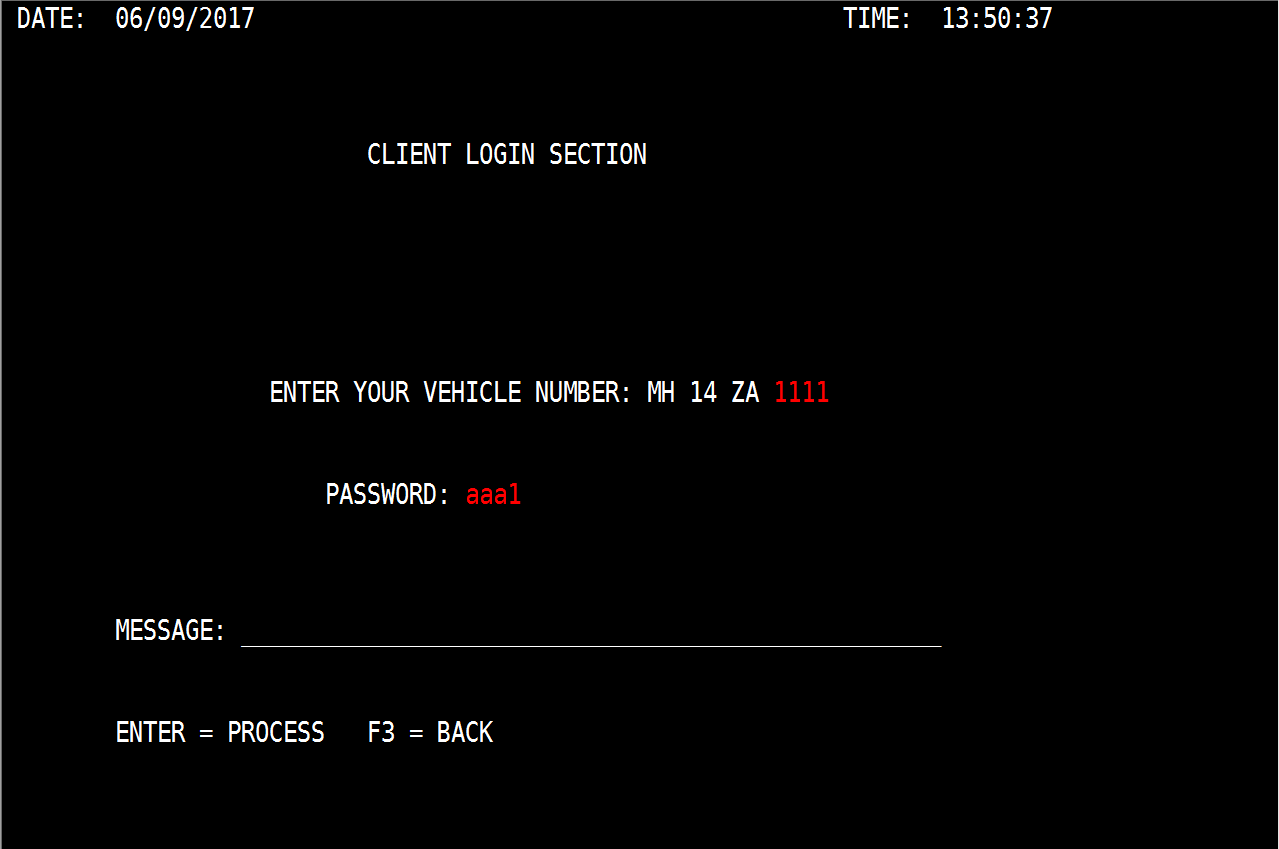 DATE: 06/09/2017 TIME: 13:50:37
CLIENT LOGIN SECTION
ENTER YOUR VEHICLE NUMBER: MH 14 ZA 1111
PASSWORD: aaa1
MESSAGE: __________________________________________________
ENTER = PROCESS F3 = BACK